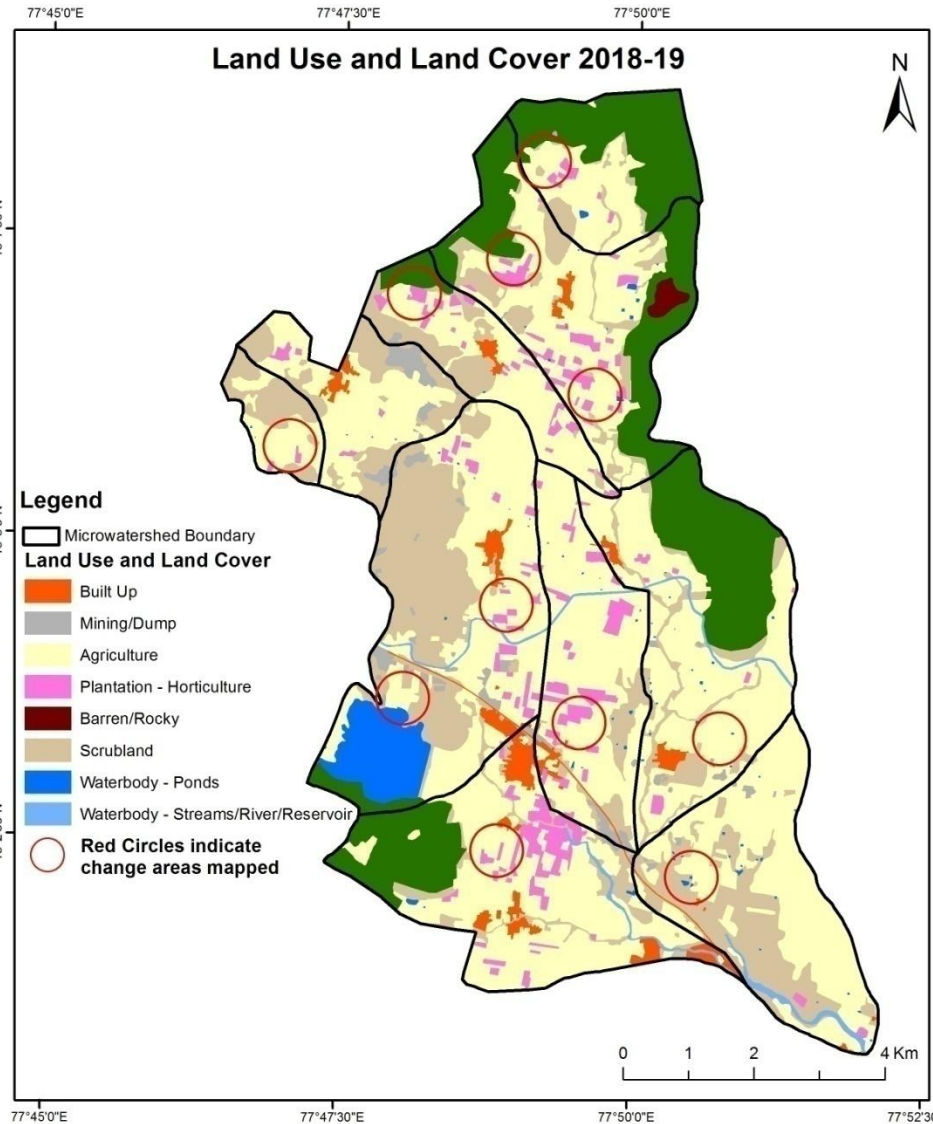 77°45'0"E 77°47'30"E 77°50'0"E
Land Use and Land Cover 2018-19
N
Legend
Microwatershed Boundary
Land Use and Land Cover
Built Up
Mining/Dump
Agriculture
Plantation - Horticulture
Barren/Rocky
Scrubland
Waterbody - Ponds
Waterbody - Streams/River/Reservoir
Red Circles indicate
change areas mapped
0 1 2 4 Km
77°45'0"E 77°47'30"E 77°50'0"E 77°52'3